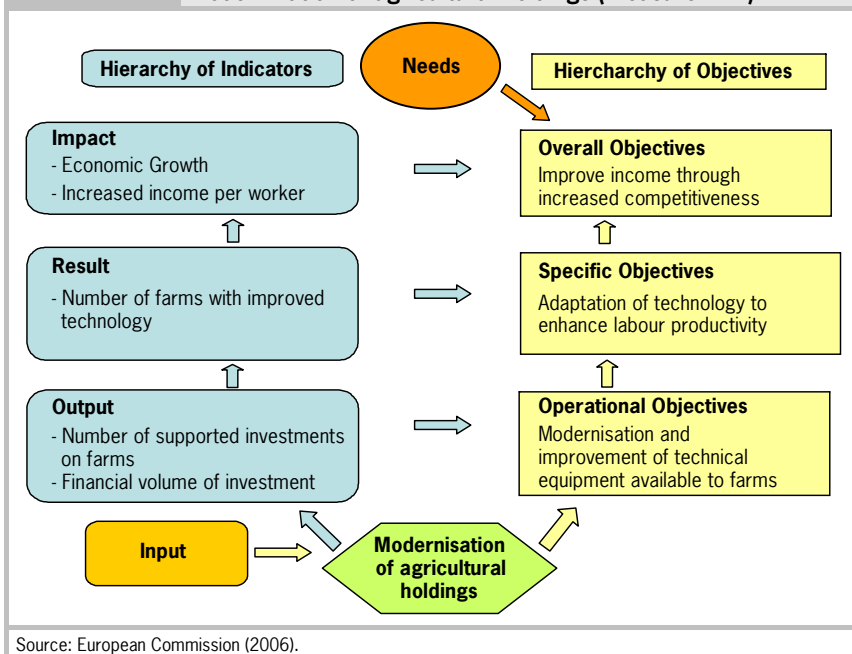 Hierarchy of Indicators
Needs
Hiercharchy of Objectives
Impact
- Economic Growth
- Increased income per worker
Overall Objectives
Improve income through
increased competitiveness
Result
- Number of farms with improved
technology
Specific Objectives
Adaptation of technology to
enhance labour productivity
Output
- Number of supported investments
on farms
- Financial volume of investment
Operational Objectives
Modernisation and
improvement of technical
equipment available to farms
Input
Modernisation
of agricultural
holdings
Source: European Commission (2006).